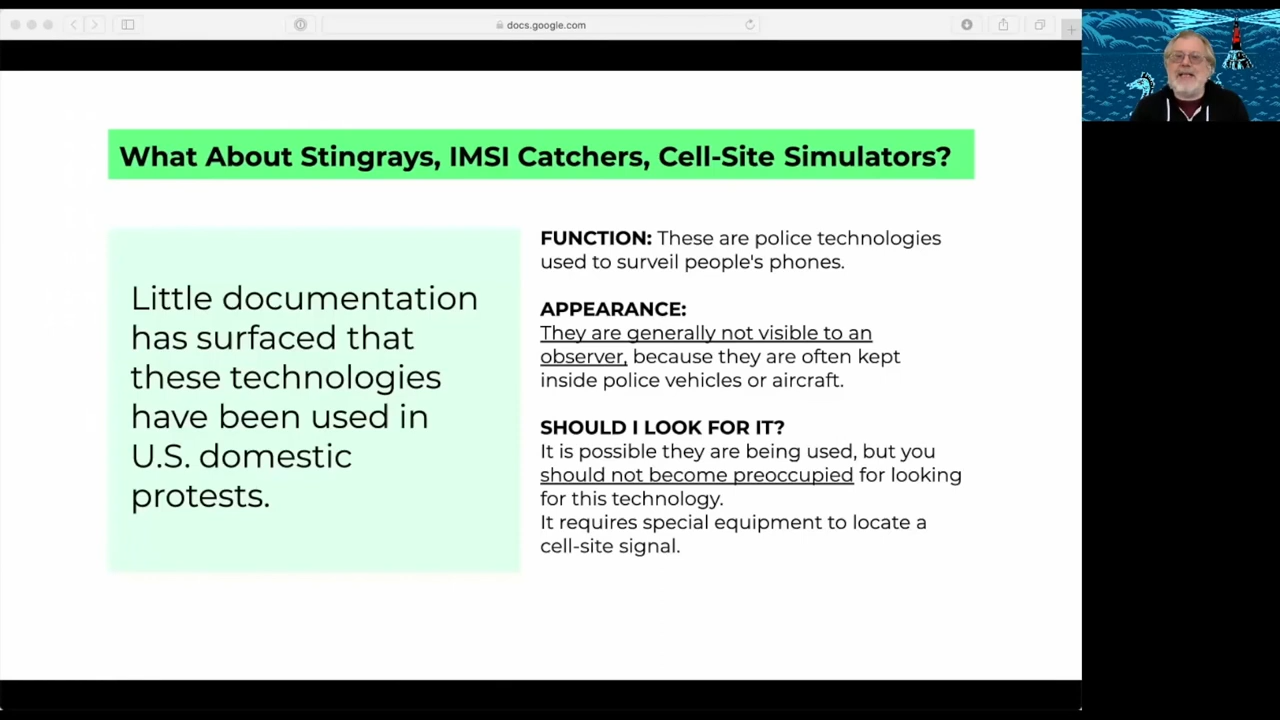 docs.google.com
What About Stingrays, IMSI Catchers, Cell-Site Simulators?
Little documentation
has surfaced that
these technologies
have been used in
U.S. domestic
protests.
FUNCTION: These are police technologies
used to surveil people's phones.
APPEARANCE:
They are generally not visible to an
observer, because they are often kept
inside police vehicles or aircraft.
SHOULD I LOOK FOR IT?
It is possible they are being used, but you
should not become preoccupied for looking
for this technology.
It requires special equipment to locate a
cell-site signal.